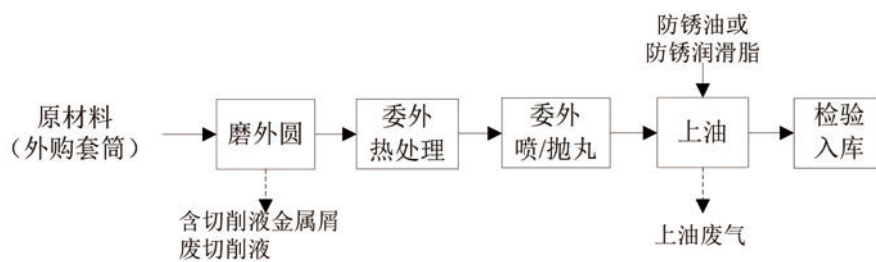 防锈油或
防锈润滑脂
原材料
（外购套筒）
磨外圆
委外
热处理
委外
喷/抛丸
上油
检验
入库
含切削液金属屑
废切削液
上油废气